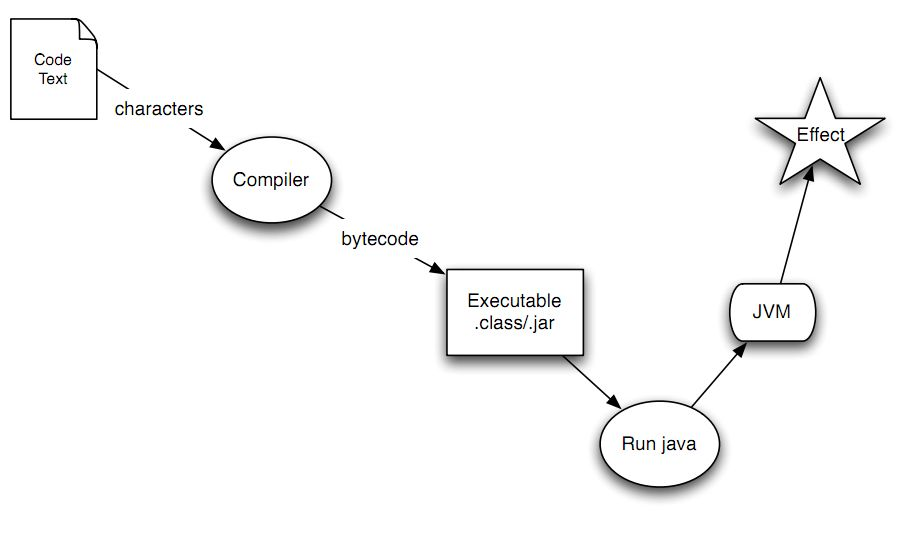 Code
Text
characters
Compiler
bytecode
Executable
.class/.jar
Run java
JVM
Effect